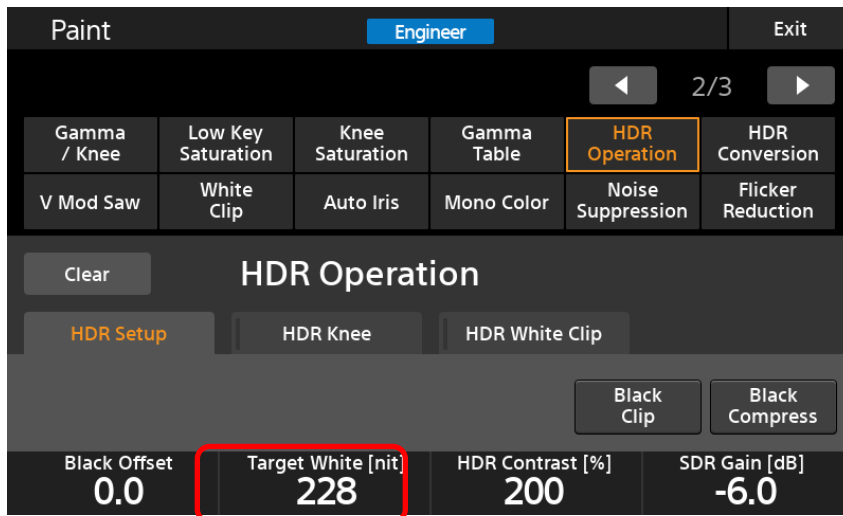 Paint Engineer Exit
2/3
Gamma Low Key Knee Gamma HDR HDR
/ Knee Saturation Saturation Table Operation Conversion
V Mod Saw White Clip Auto Iris Mono Color Noise Suppression Flicker Reduction
Clear HDR Operation
HDR Setup HDR Knee HDR White Clip
Black Black
Clip Compress
Black Offset Target White [nit] HDR Contrast [%] SDR Gain [dB]
0.0 228 200 -6.0